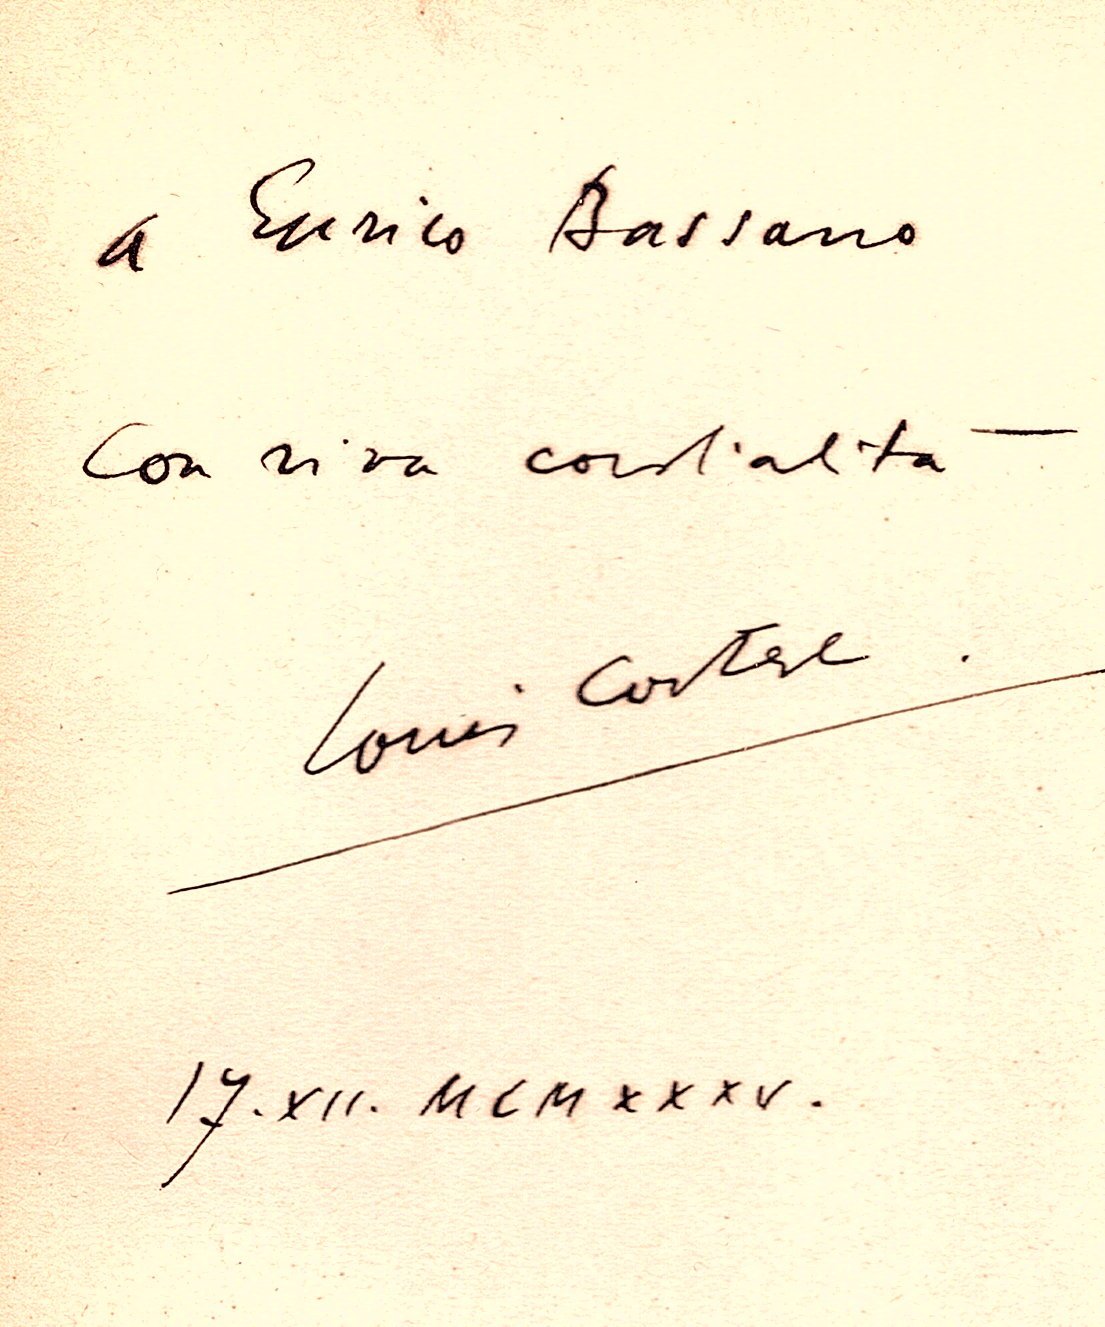 a Enrico Bassano
Con viva cordialità
Louis Cortese.
17.XII.MCMXXXV.